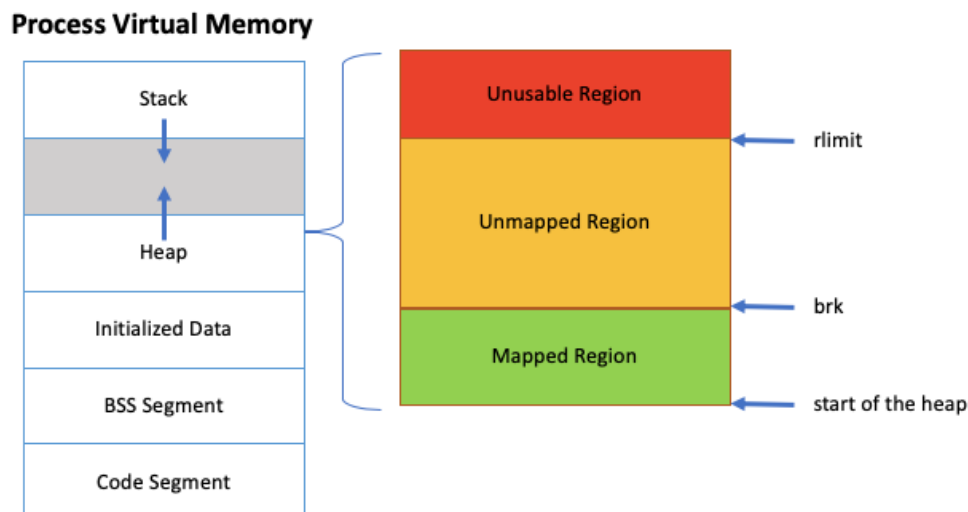 Process Virtual Memory
Stack
Heap
Initialized Data
BSS Segment
Code Segment
Unusable Region
rlimit
Unmapped Region
brk
Mapped Region
start of the heap